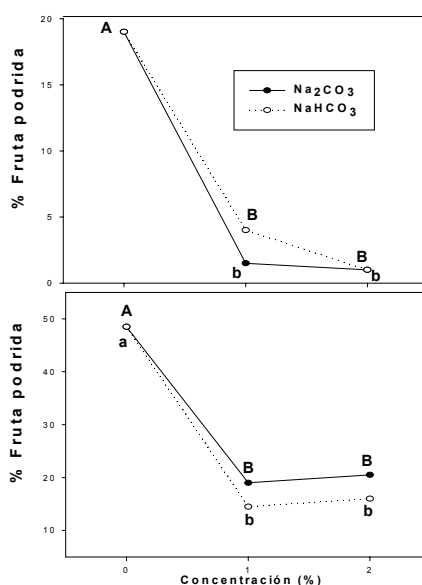 20
A
15
Na2CO3
NaHCO3
% Fruta podrida
10
5
B
b
B
b
0
50
A
a
40
% Fruta podrida
30
20
B
B
b
b
10
0
1
2
Concentración (%)